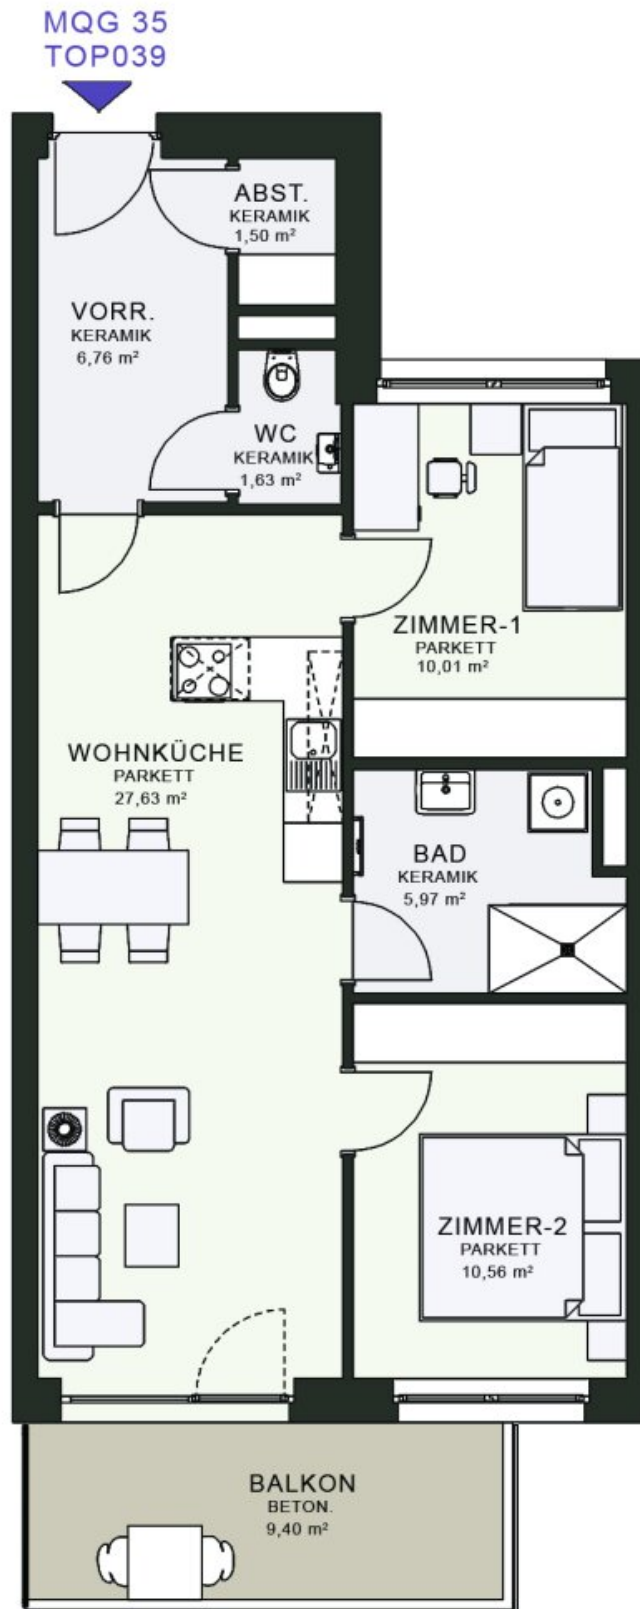 MQG 35
TOP039
ABST.
KERAMIK
1,50 m²
VORR.
KERAMIK
6,76 m²
WC
KERAMIK
1,63 m²
ZIMMER-1
PARKETT
10,01 m²
WOHNKÜCHE
PARKETT
27,63 m²
BAD
KERAMIK
5,97 m²
ZIMMER-2
PARKETT
10,56 m²
BALKON
BETON.
9,40 m²